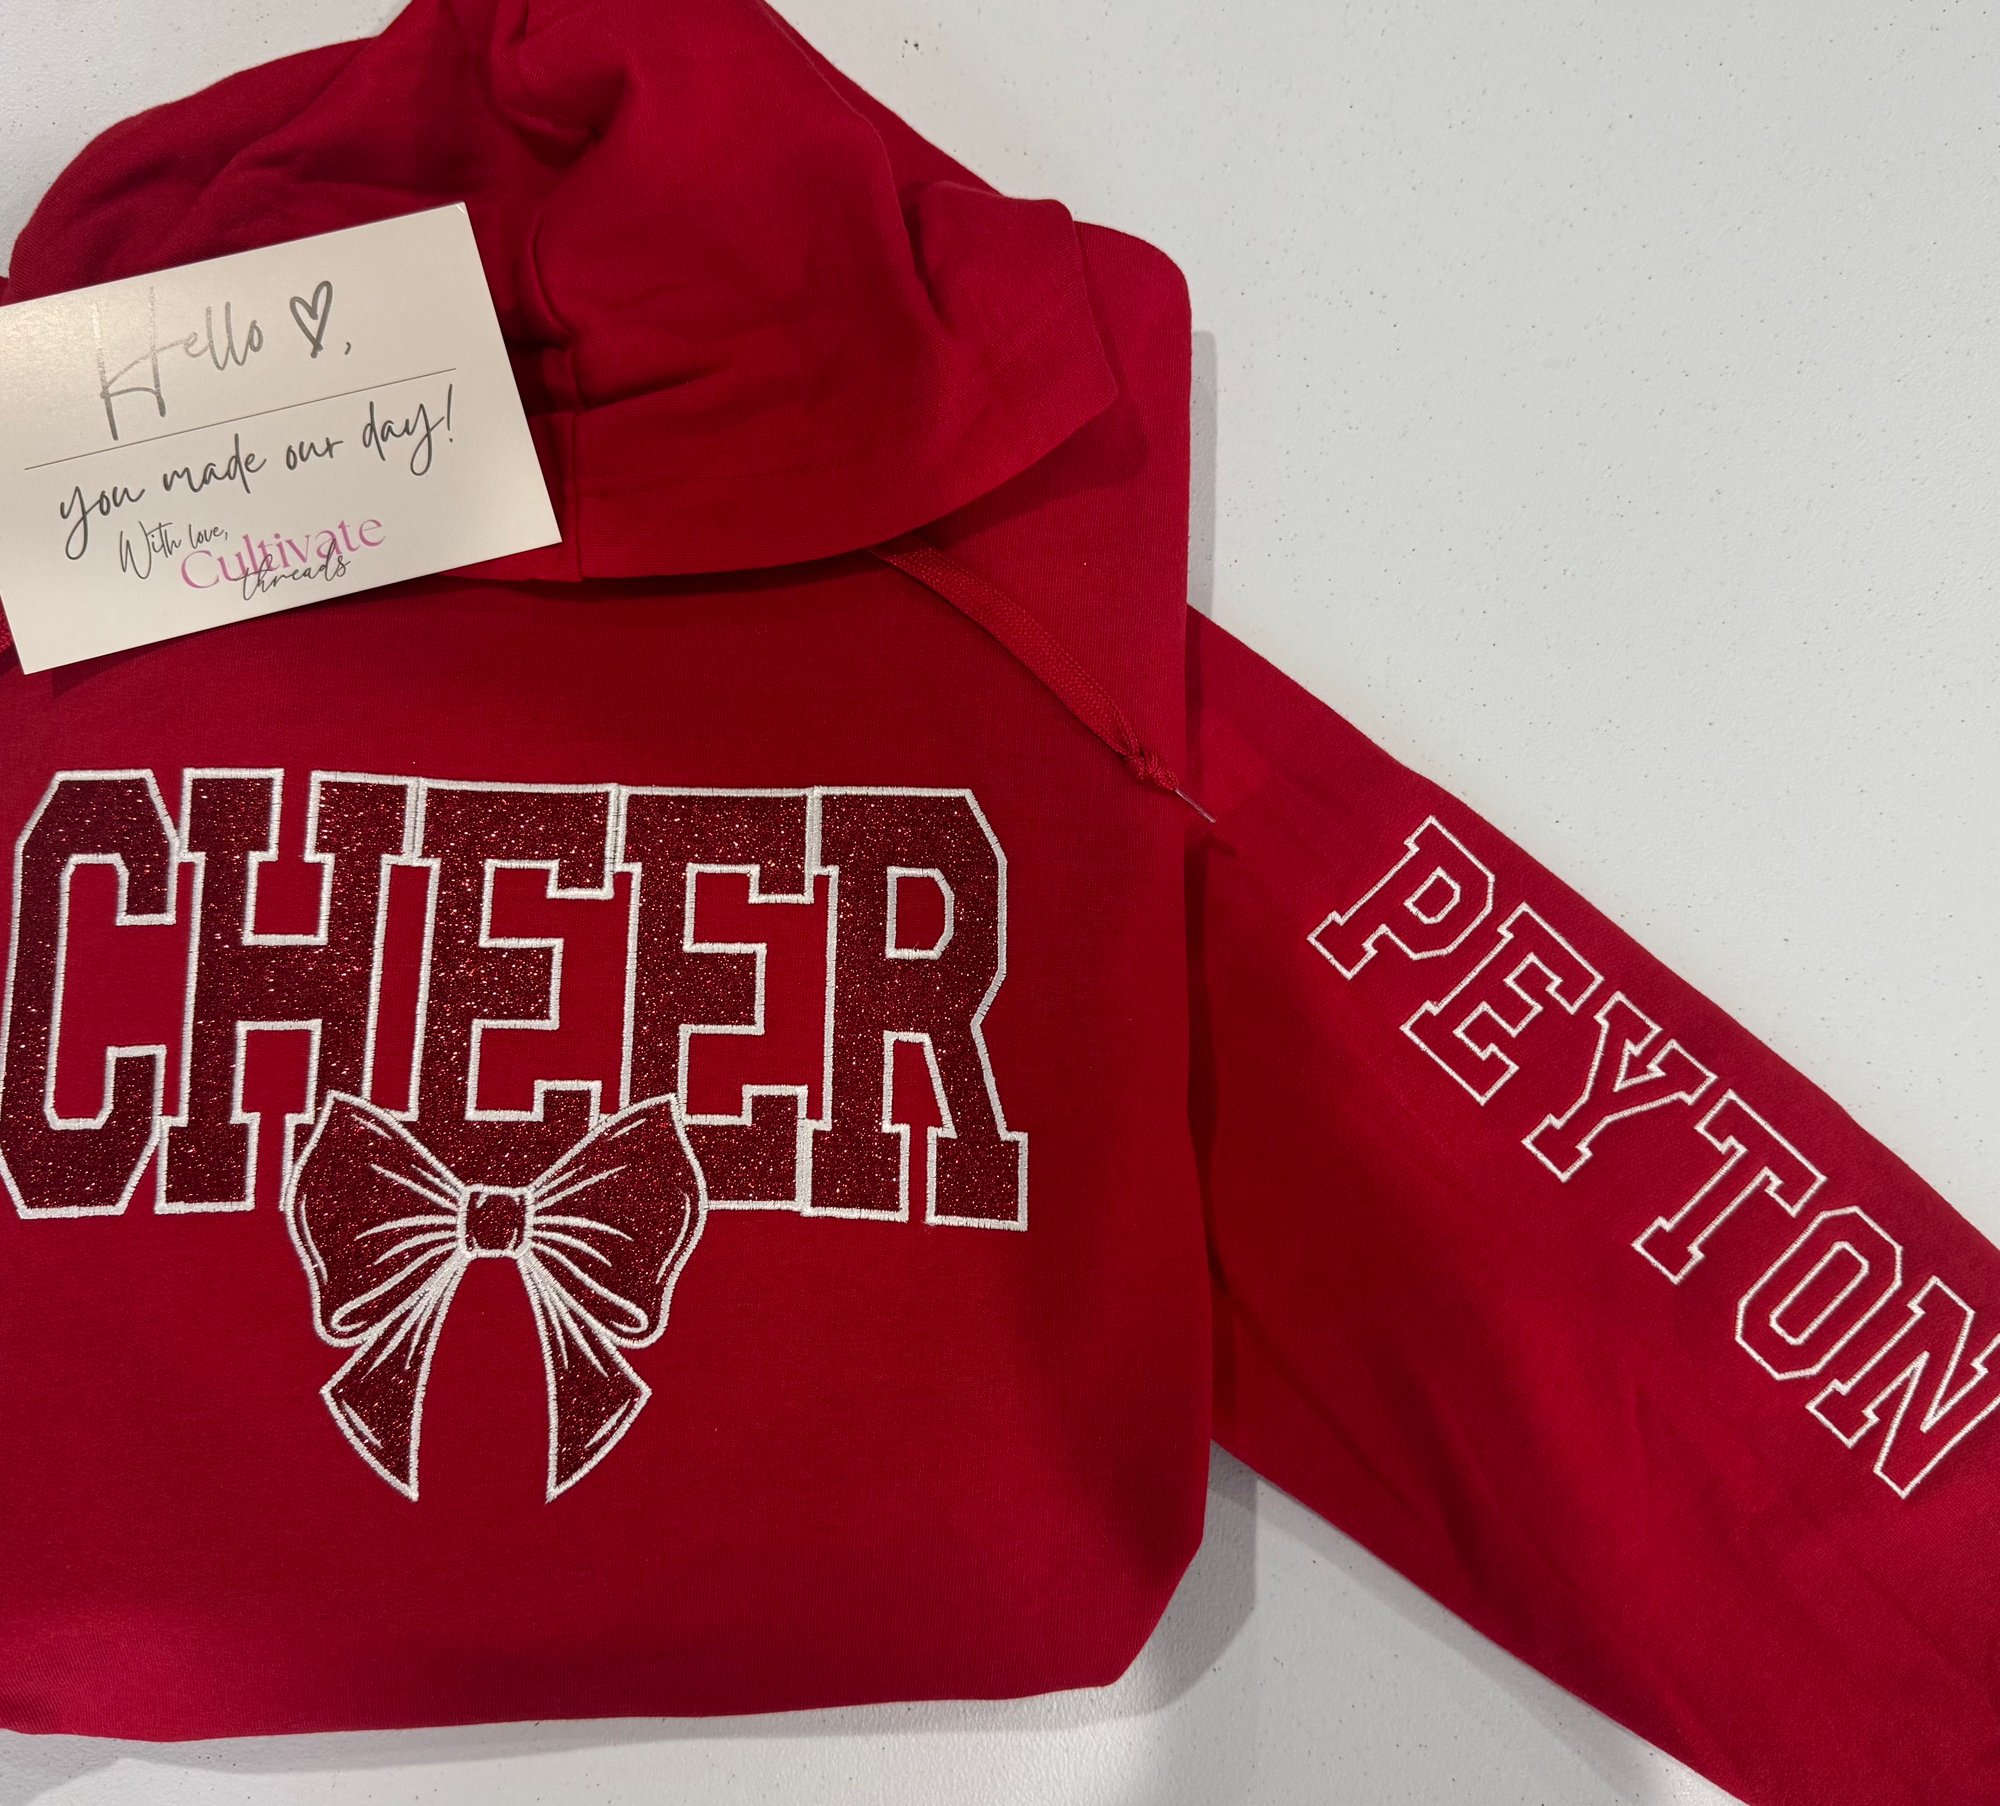 Hello ♡,
you made our day!
With love,
Cultivate
threads
CHEER
PEYTON